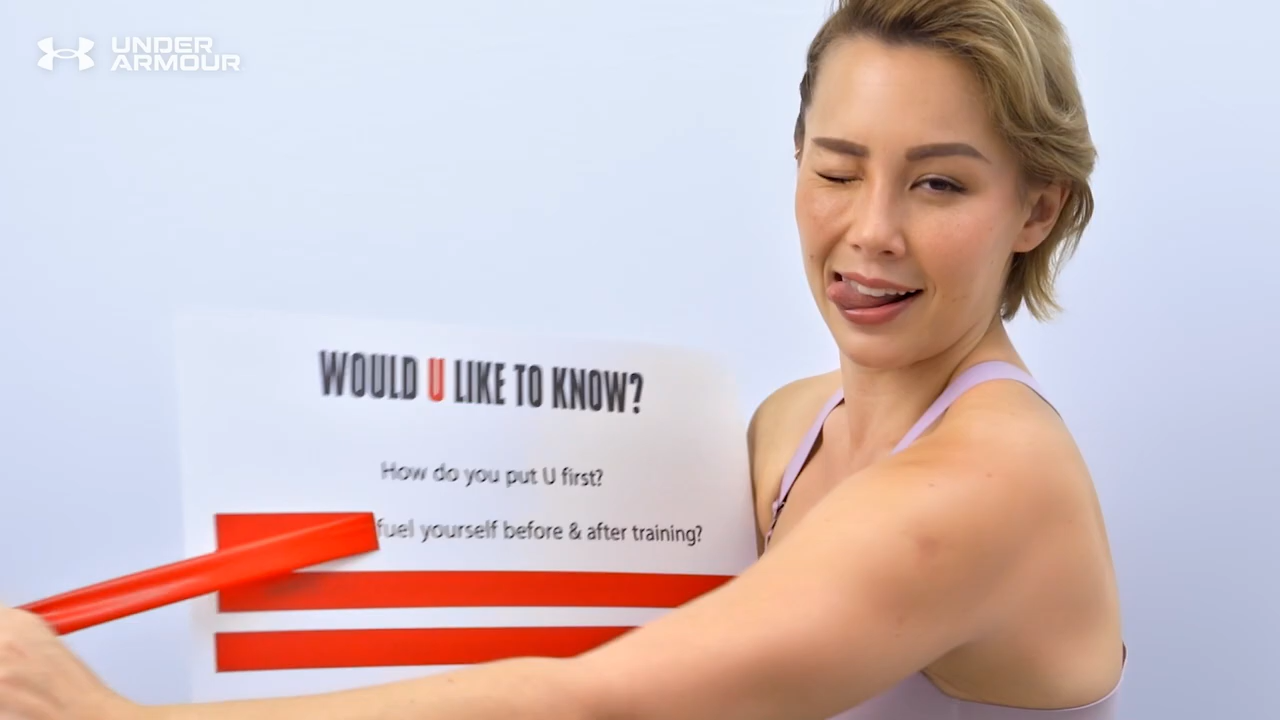 UNDER
ARMOUR
WOULD U LIKE TO KNOW?
How do you put U first?
fuel yourself before & after training?